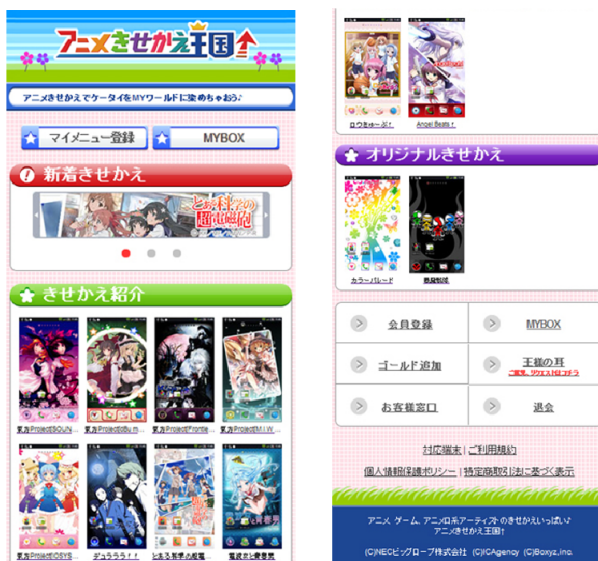 アニメきせかえ王国↑
アニメきせかえでケータイをMYワールドに染めちゃおう♪
マイメニュー登録
MYBOX
新着きせかえ
とある科学の
超電磁砲
きせかえ紹介
東方Project(SOUN...
東方Project(Bu m...
東方Project(Frontie...
東方Project(M I W...
東方Project(IOSYS...
デュラララ！！
とある科学の超電...
電波女と青春男
ロウきゅーぶ！
Angel Beats！
オリジナルきせかえ
カラーパレード
会員登録
MYBOX
ゴールド追加
王様の耳
ご意見、リクエストはコチラ
お客様窓口
退会
対応端末 | ご利用規約
個人情報保護ポリシー | 特定商取引法に基づく表示
アニメ、ゲーム、アニメロ系アーティストのきせかえいっぱい♪
アニメきせかえ王国↑
(C)NECビッグローブ株式会社 (C)ICAgency (C)Boxyz,inc.